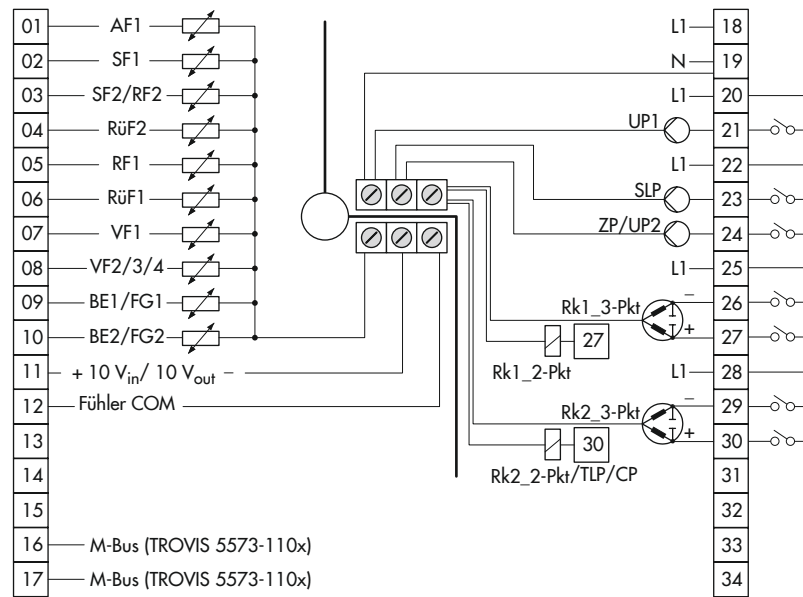 01 AF1 L1 18
02 SF1 N 19
03 SF2/RF2 L1 20
04 RüF2 UP1 21
05 RF1 L1 22
06 RüF1 SLP 23
07 VF1 ZP/UP2 24
08 VF2/3/4 L1 25
09 BE1/FG1 Rk1_3-Pkt − 26
10 BE2/FG2 27 + 27
Rk1_2-Pkt
11 + 10 Vin/ 10 Vout − L1 28
12 Fühler COM Rk2_3-Pkt − 29
13 30 + 30
14 Rk2_2-Pkt/TLP/CP 31
15 32
16 M-Bus (TROVIS 5573-110x) 33
17 M-Bus (TROVIS 5573-110x) 34